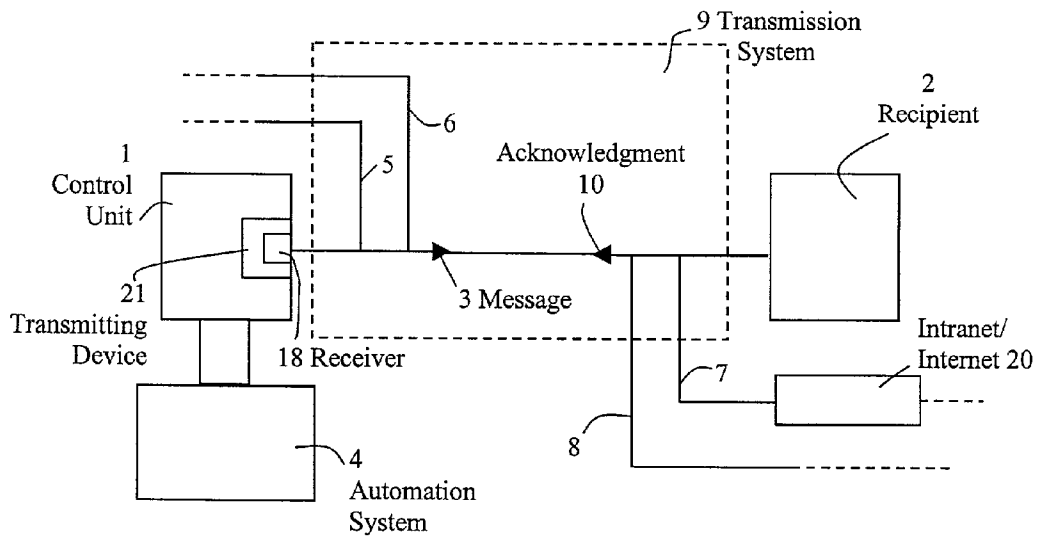 9 Transmission
System
2
Recipient
6
5
Acknowledgment
10
1
Control
Unit
21
Transmitting
Device
3 Message
18 Receiver
Intranet/
Internet 20
7
8
4
Automation
System